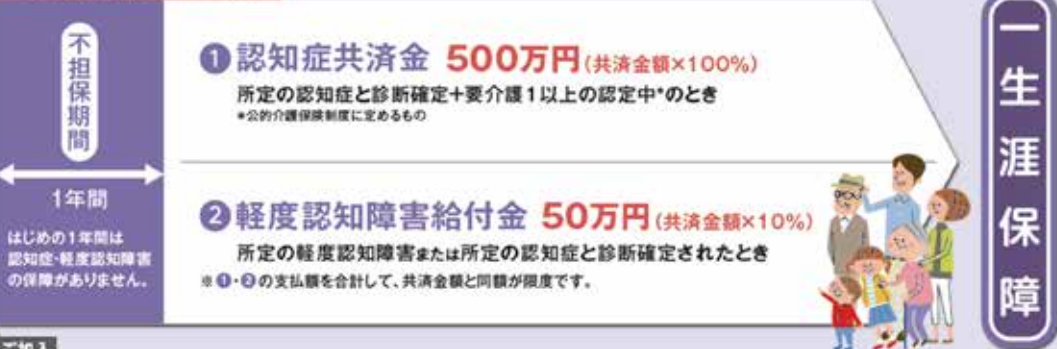 不担保期間
1年間
はじめの1年間は
認知症・軽度認知障害
の保障がありません。
❶認知症共済金 500万円(共済金額×100%)
所定の認知症と診断確定+要介護1以上の認定中*のとき
*公的介護保険制度に定めるもの
❷軽度認知障害給付金 50万円(共済金額×10%)
所定の軽度認知障害または所定の認知症と診断確定されたとき
※❶・❷の支払額を合計して、共済金額と同額が限度です。
一生涯保障